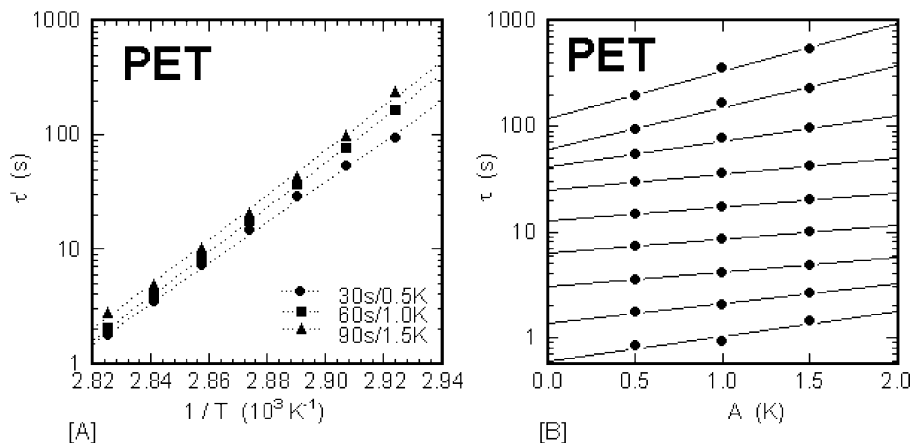 PET
1000
100
10
1
τ' (s)
30s/0.5K
60s/1.0K
90s/1.5K
2.82 2.84 2.86 2.88 2.90 2.92 2.94
1 / T (10³ K⁻¹)
[A]
PET
1000
100
10
1
τ (s)
0.0 0.5 1.0 1.5 2.0
A (K)
[B]